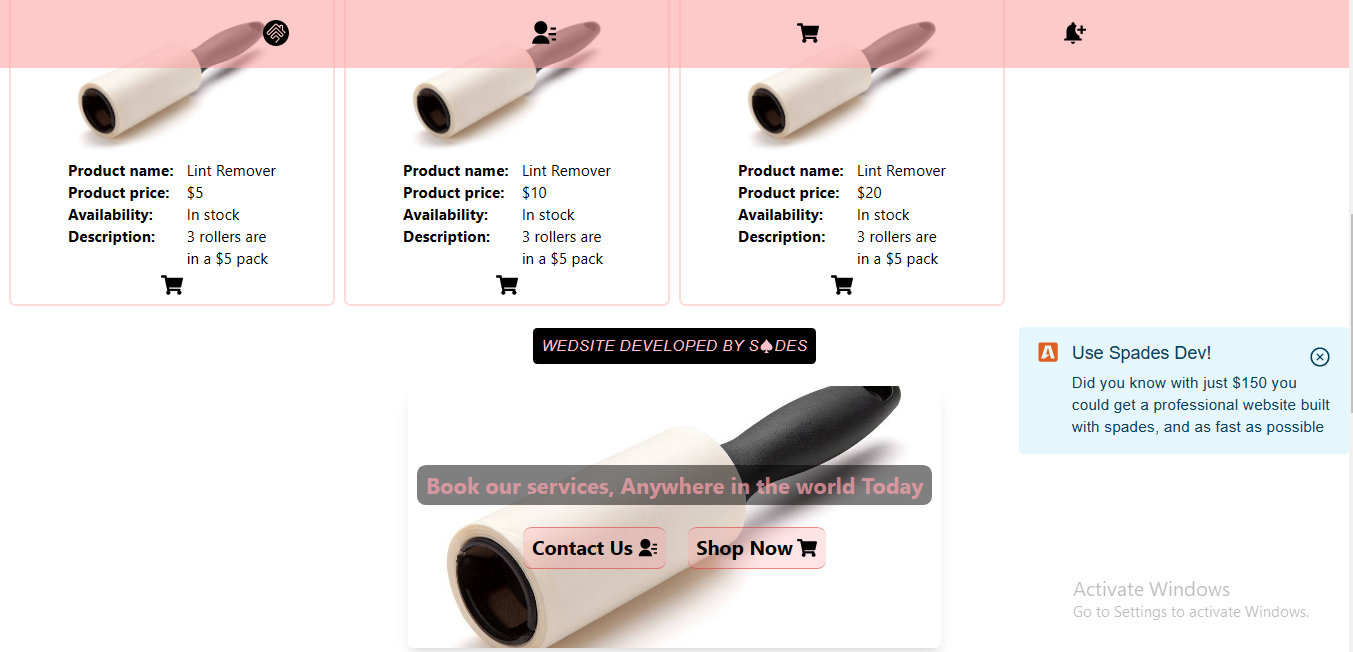 Product name: Lint Remover
Product price: $5
Availability: In stock
Description: 3 rollers are
in a $5 pack
Product name: Lint Remover
Product price: $10
Availability: In stock
Description: 3 rollers are
in a $5 pack
Product name: Lint Remover
Product price: $20
Availability: In stock
Description: 3 rollers are
in a $5 pack
WEDSITE DEVELOPED BY S♠DES
Use Spades Dev!
Did you know with just $150 you
could get a professional website built
with spades, and as fast as possible
Book our services, Anywhere in the world Today
Contact Us
Shop Now
Activate Windows
Go to Settings to activate Windows.